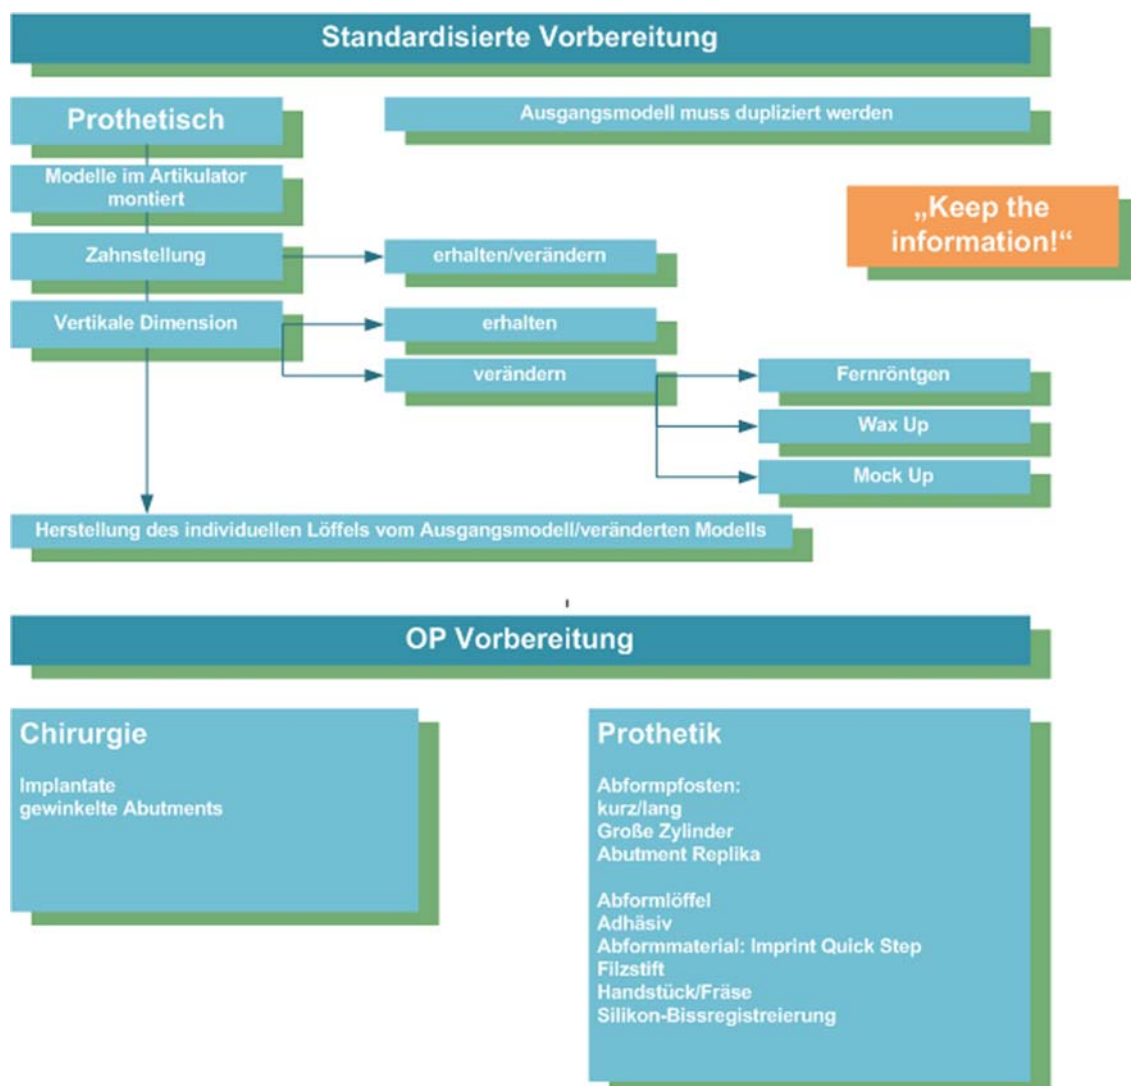 Standardisierte Vorbereitung
Prothetisch
Ausgangsmodell muss dupliziert werden
Modelle im Artikulator
montiert
„Keep the
information!“
Zahnstellung
erhalten/verändern
Vertikale Dimension
erhalten
verändern
Fernröntgen
Wax Up
Mock Up
Herstellung des individuellen Löffels vom Ausgangsmodell/veränderten Modells
OP Vorbereitung
Chirurgie
Implantate
gewinkelte Abutments
Prothetik
Abformpfosten:
kurz/lang
Große Zylinder
Abutment Replika
Abformlöffel
Adhäsiv
Abformmaterial: Imprint Quick Step
Filzstift
Handstück/Fräse
Silikon-Bissregistreierung